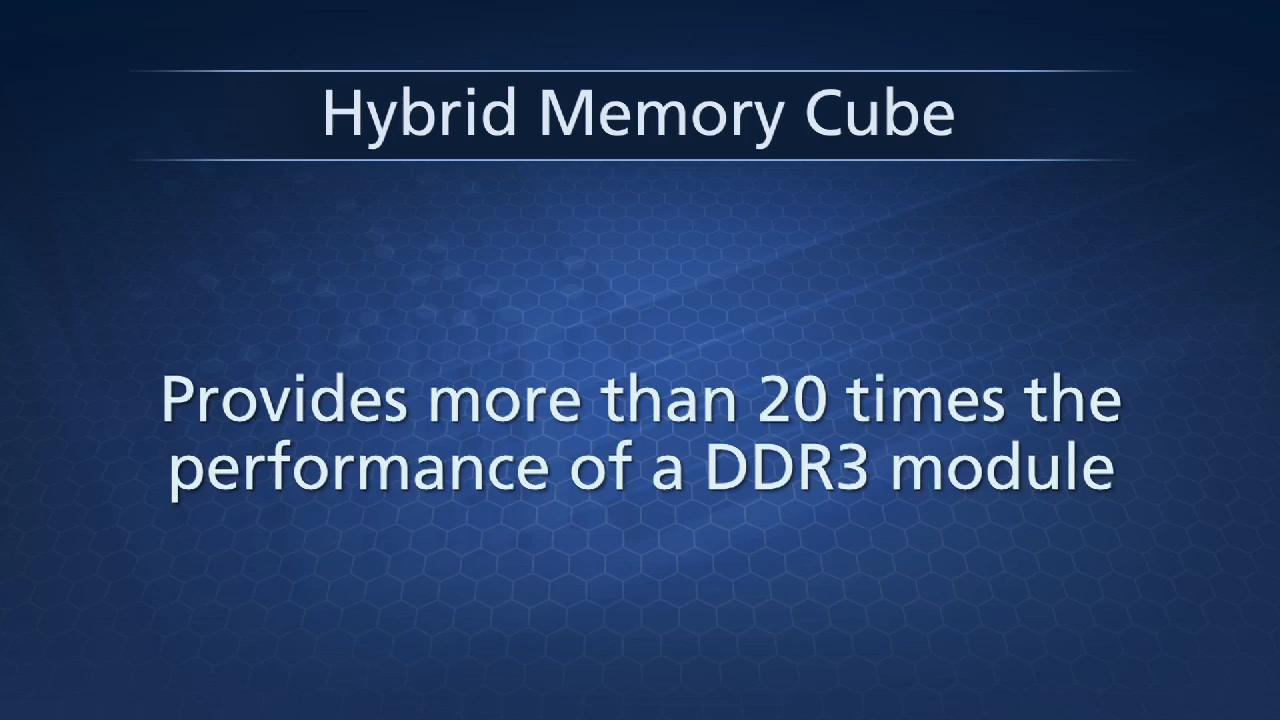 Hybrid Memory Cube
Provides more than 20 times the
performance of a DDR3 module